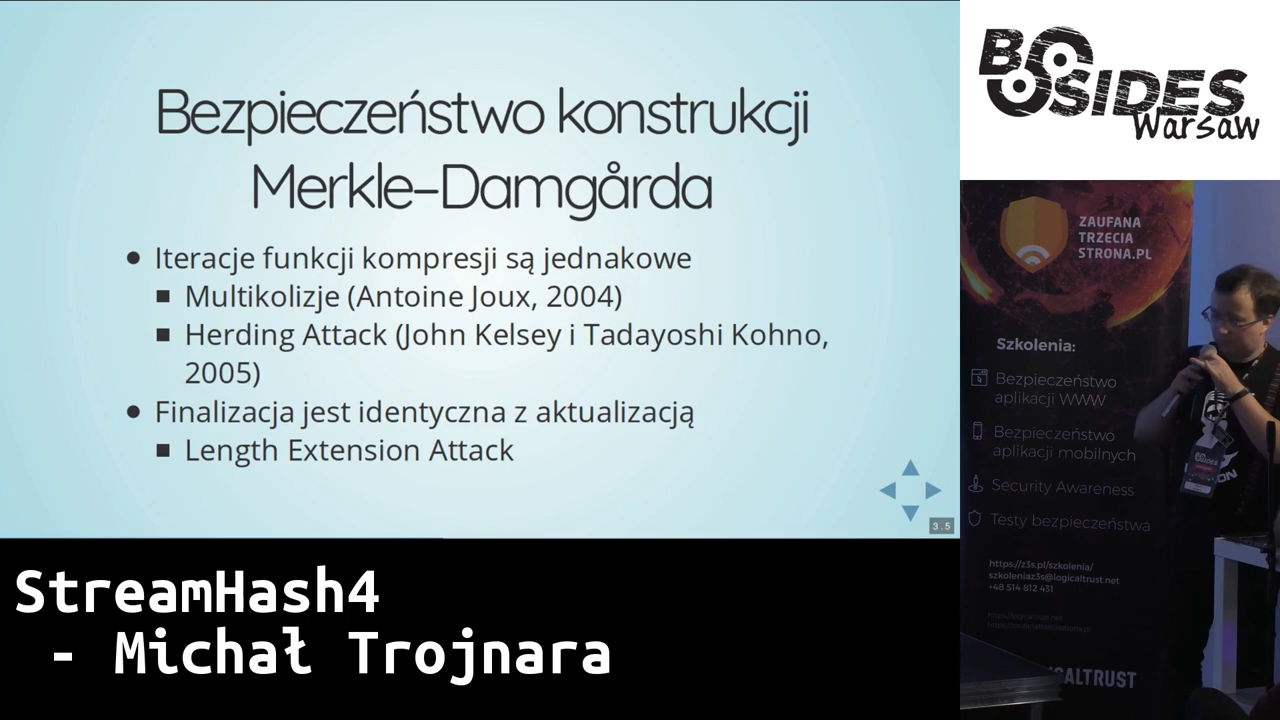 Bezpieczeństwo konstrukcji
Merkle–Damgårda
Iteracje funkcji kompresji są jednakowe
Multikolizje (Antoine Joux, 2004)
Herding Attack (John Kelsey i Tadayoshi Kohno,
2005)
Finalizacja jest identyczna z aktualizacją
Length Extension Attack
3.5
StreamHash4
- Michał Trojnara
BSIDES
Warsaw
ZAUFANA
TRZECIA
STRONA.PL
Szkolenia:
Bezpieczeństwo
aplikacji WWW
Bezpieczeństwo
aplikacji mobilnych
Security Awareness
Testy bezpieczeństwa
https://z3s.pl/szkolenia/
szkoleniaz3s@logicaltrust.net
+48 514 812 431